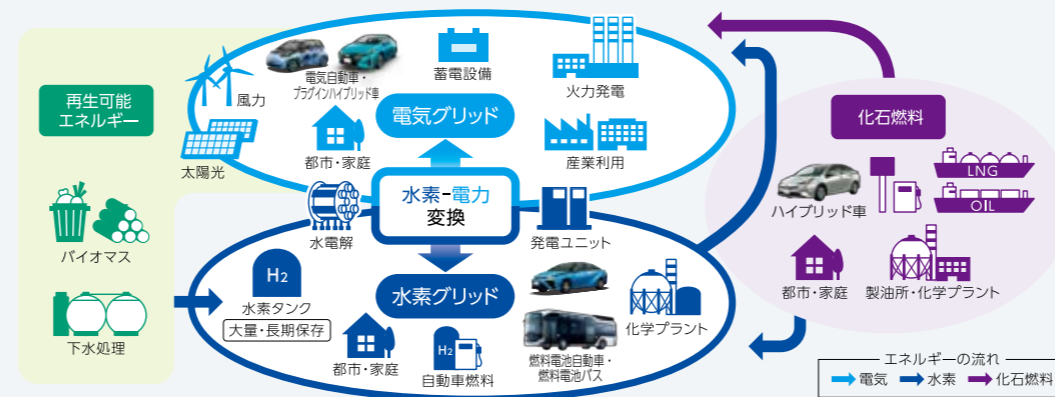 再生可能
エネルギー
風力
太陽光
バイオマス
下水処理
電気自動車・
プラグインハイブリッド車
蓄電設備
火力発電
電気グリッド
都市・家庭
産業利用
水素-電力
変換
水電解
発電ユニット
H2
水素タンク
大量・長期保存
水素グリッド
都市・家庭
H2
自動車燃料
燃料電池自動車・
燃料電池バス
化学プラント
化石燃料
ハイブリッド車
LNG
OIL
都市・家庭
製油所・化学プラント
エネルギーの流れ
電気 水素 化石燃料